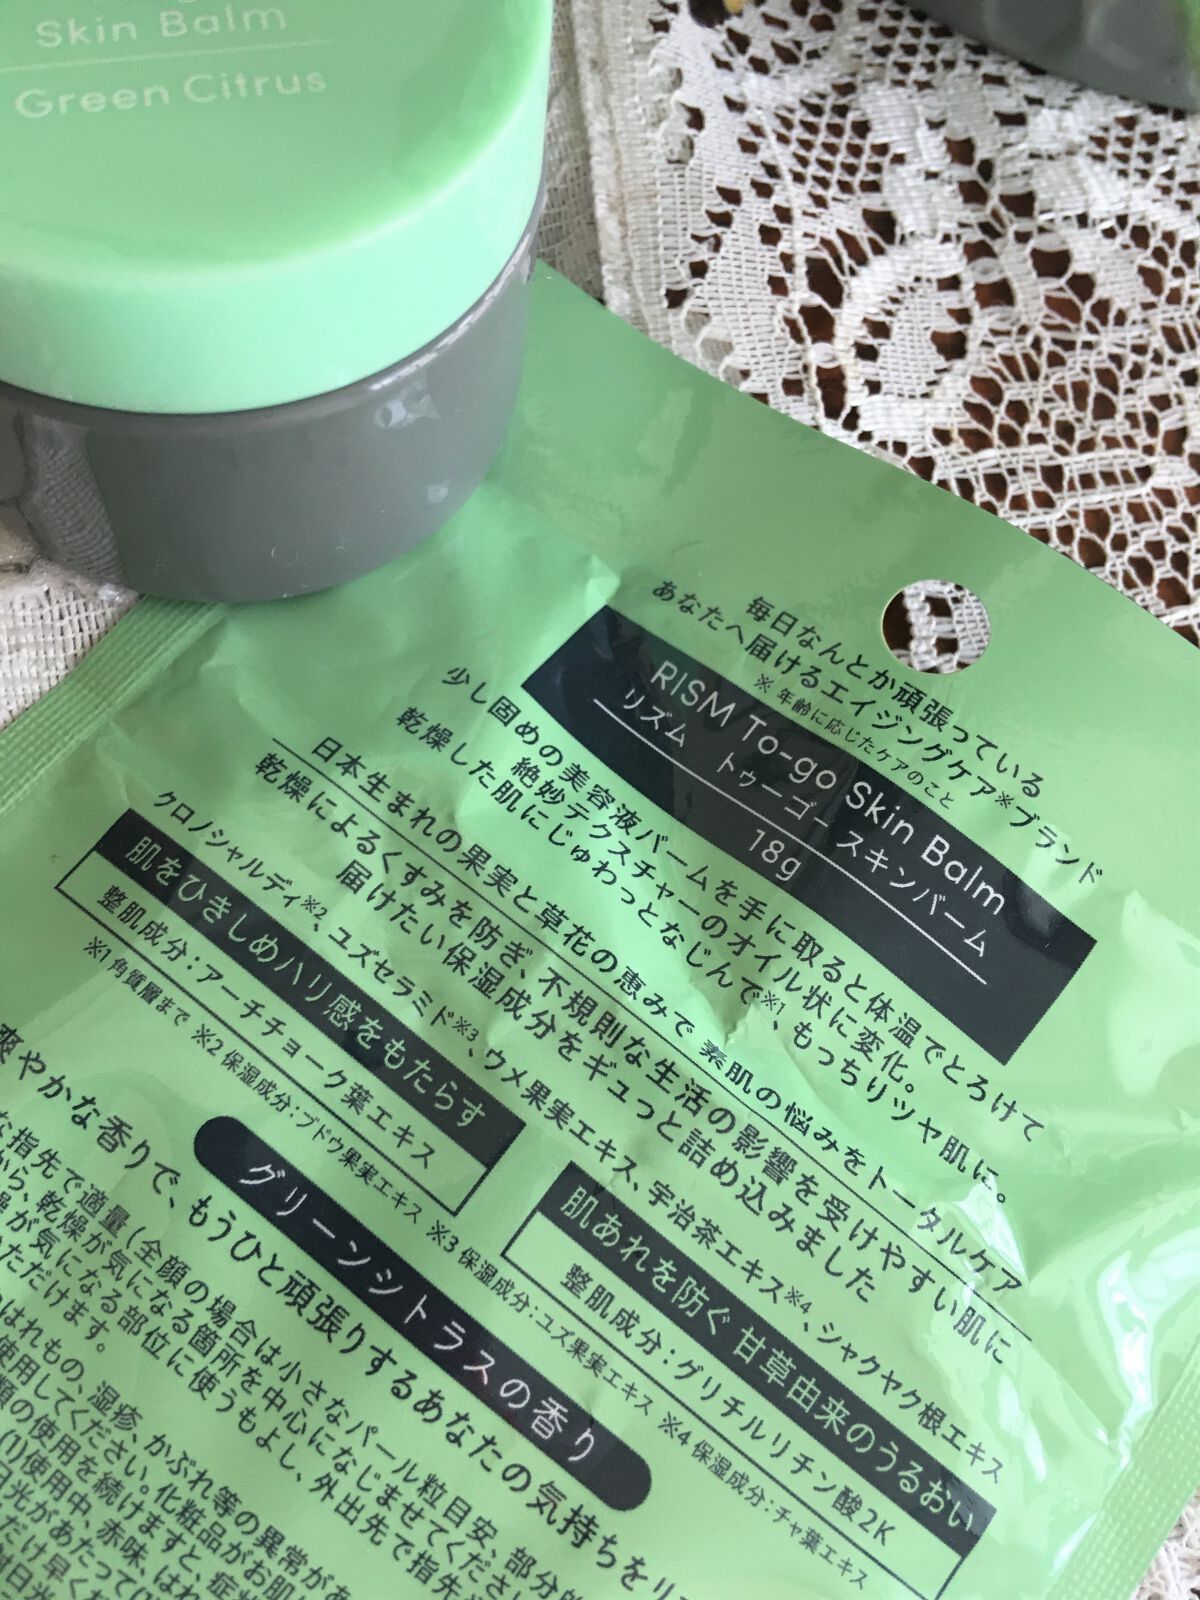 Skin Balm
Green Citrus
毎日なんとか頑張っている
あなたへ届けるエイジングケア※ブランド
※ 年齢に応じたケアのこと
RISM To-go Skin Balm
リズム トゥーゴースキンバーム
18g
少し固めの美容液バームを手に取ると体温でとろけて
絶妙テクスチャーのオイル状に変化。
乾燥した肌にじゅわっとなじんで※1、もっちりツヤ肌に。
日本生まれの果実と草花の恵みで 素肌の悩みをトータルケア
乾燥によるくすみを防ぎ、不規則な生活の影響を受けやすい肌に
届けたい保湿成分をギュっと詰め込みました
クロノシャルディ※2、ユズセラミド※3、ウメ果実エキス、宇治茶エキス※4、シャクヤク根エキス
肌をひきしめハリ感をもたらす
整肌成分：アーチチョーク葉エキス
肌あれを防ぐ 甘草由来のうるおい
整肌成分：グリチルリチン酸2K
※1 角質層まで ※2 保湿成分：ブドウ果実エキス ※3 保湿成分：ユズ果実エキス ※4 保湿成分：チャ葉エキス
グリーンシトラスの香り
爽やかな香りで、もうひと頑張りするあなたの気持ちをリ
な指先で適量(全顔の場合は小さなパール粒目安、部分的
から、乾燥が気になる箇所を中心になじませてくださ
燥が気になる部位に使うもよし、外出先で指先
ただけます。
はれもの、湿疹、かぶれ等の異常があ
使用してください。化粧品がお肌
類の使用を続けますと、症状
(1)使用中、赤味、はれ
日光があたって
だけ早く